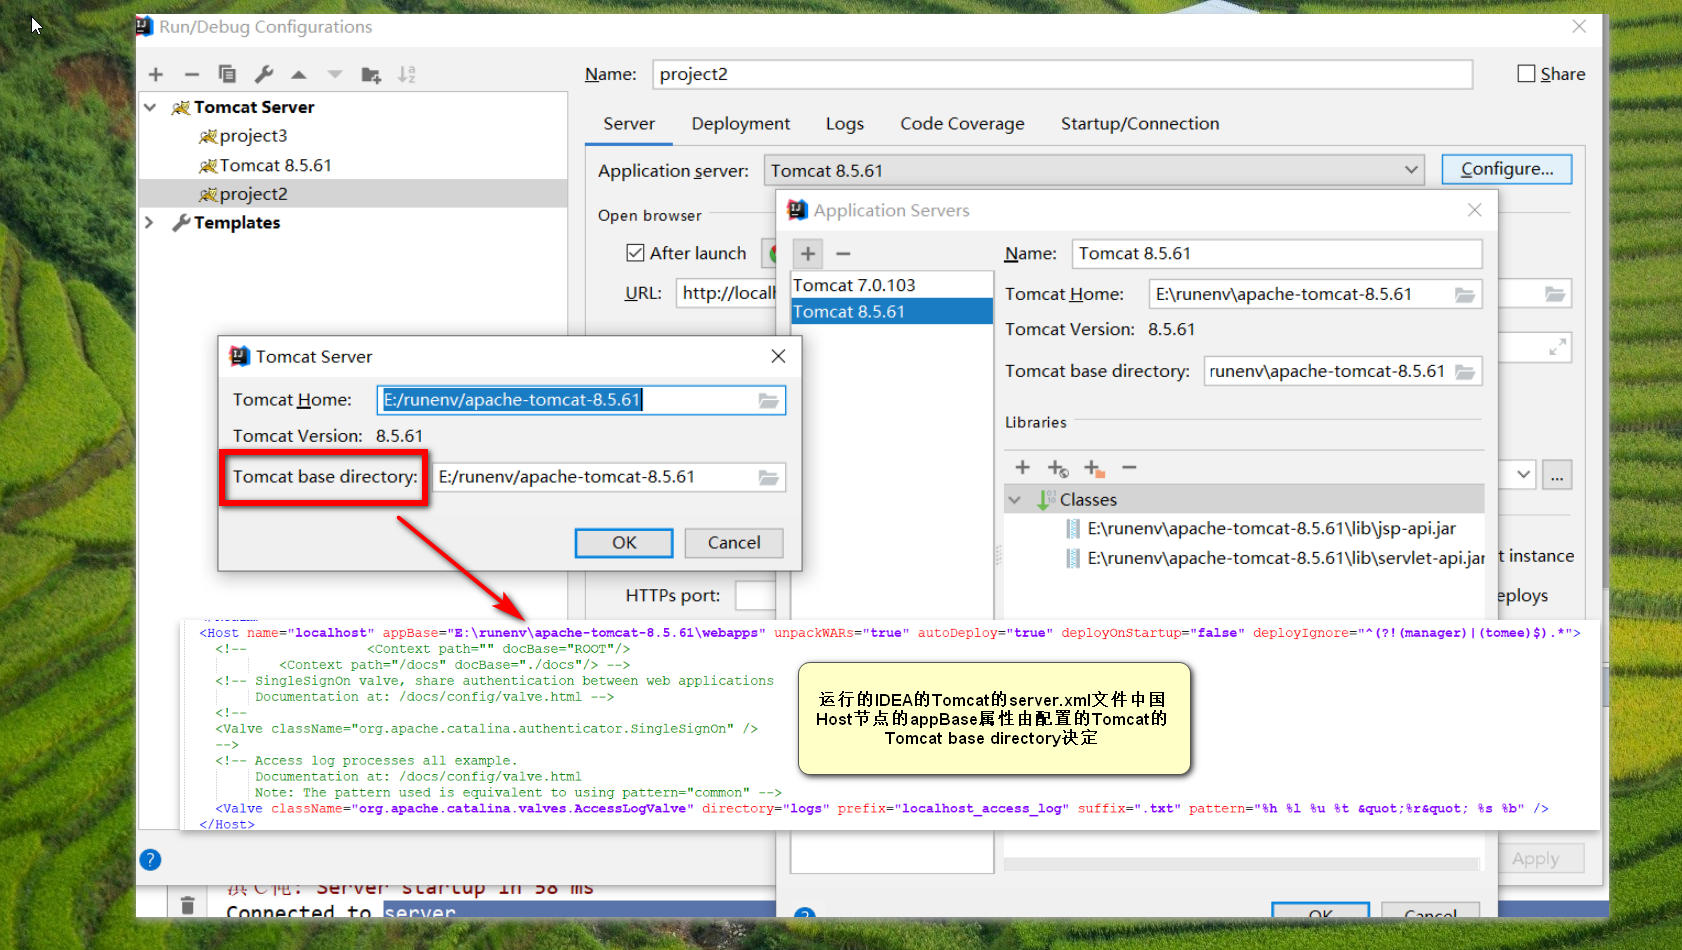 Run/Debug Configurations
Name: project2
Share
Tomcat Server
project3
Tomcat 8.5.61
project2
Templates
Server Deployment Logs Code Coverage Startup/Connection
Application server: Tomcat 8.5.61
Configure...
Open browser
After launch
URL: http://local
HTTPs port:
t instance
eploys
Apply
Application Servers
Tomcat 7.0.103
Tomcat 8.5.61
Name: Tomcat 8.5.61
Tomcat Home: E:\runenv\apache-tomcat-8.5.61
Tomcat Version: 8.5.61
Tomcat base directory: runenv\apache-tomcat-8.5.61
Libraries
Classes
E:\runenv\apache-tomcat-8.5.61\lib\jsp-api.jar
E:\runenv\apache-tomcat-8.5.61\lib\servlet-api.jar
OK Cancel
Tomcat Server
Tomcat Home: E:/runenv/apache-tomcat-8.5.61
Tomcat Version: 8.5.61
Tomcat base directory: E:/runenv/apache-tomcat-8.5.61
OK Cancel
<Host name="localhost" appBase="E:\runenv\apache-tomcat-8.5.61\webapps" unpackWARs="true" autoDeploy="true" deployOnStartup="false" deployIgnore="^(?!(manager)|(tomee)$).*">
<!-- <Context path="" docBase="ROOT"/>
<Context path="/docs" docBase="./docs"/> -->
<!-- SingleSignOn valve, share authentication between web applications
Documentation at: /docs/config/valve.html -->
<!--
<Valve className="org.apache.catalina.authenticator.SingleSignOn" />
-->
<!-- Access log processes all example.
Documentation at: /docs/config/valve.html
Note: The pattern used is equivalent to using pattern="common" -->
<Valve className="org.apache.catalina.valves.AccessLogValve" directory="logs" prefix="localhost_access_log" suffix=".txt" pattern="%h %l %u %t &quot;%r&quot; %s %b" />
</Host>
运行的IDEA的Tomcat的server.xml文件中国
Host节点的appBase属性由配置的Tomcat的
Tomcat base directory决定
Server startup in 58 ms
Connected to server